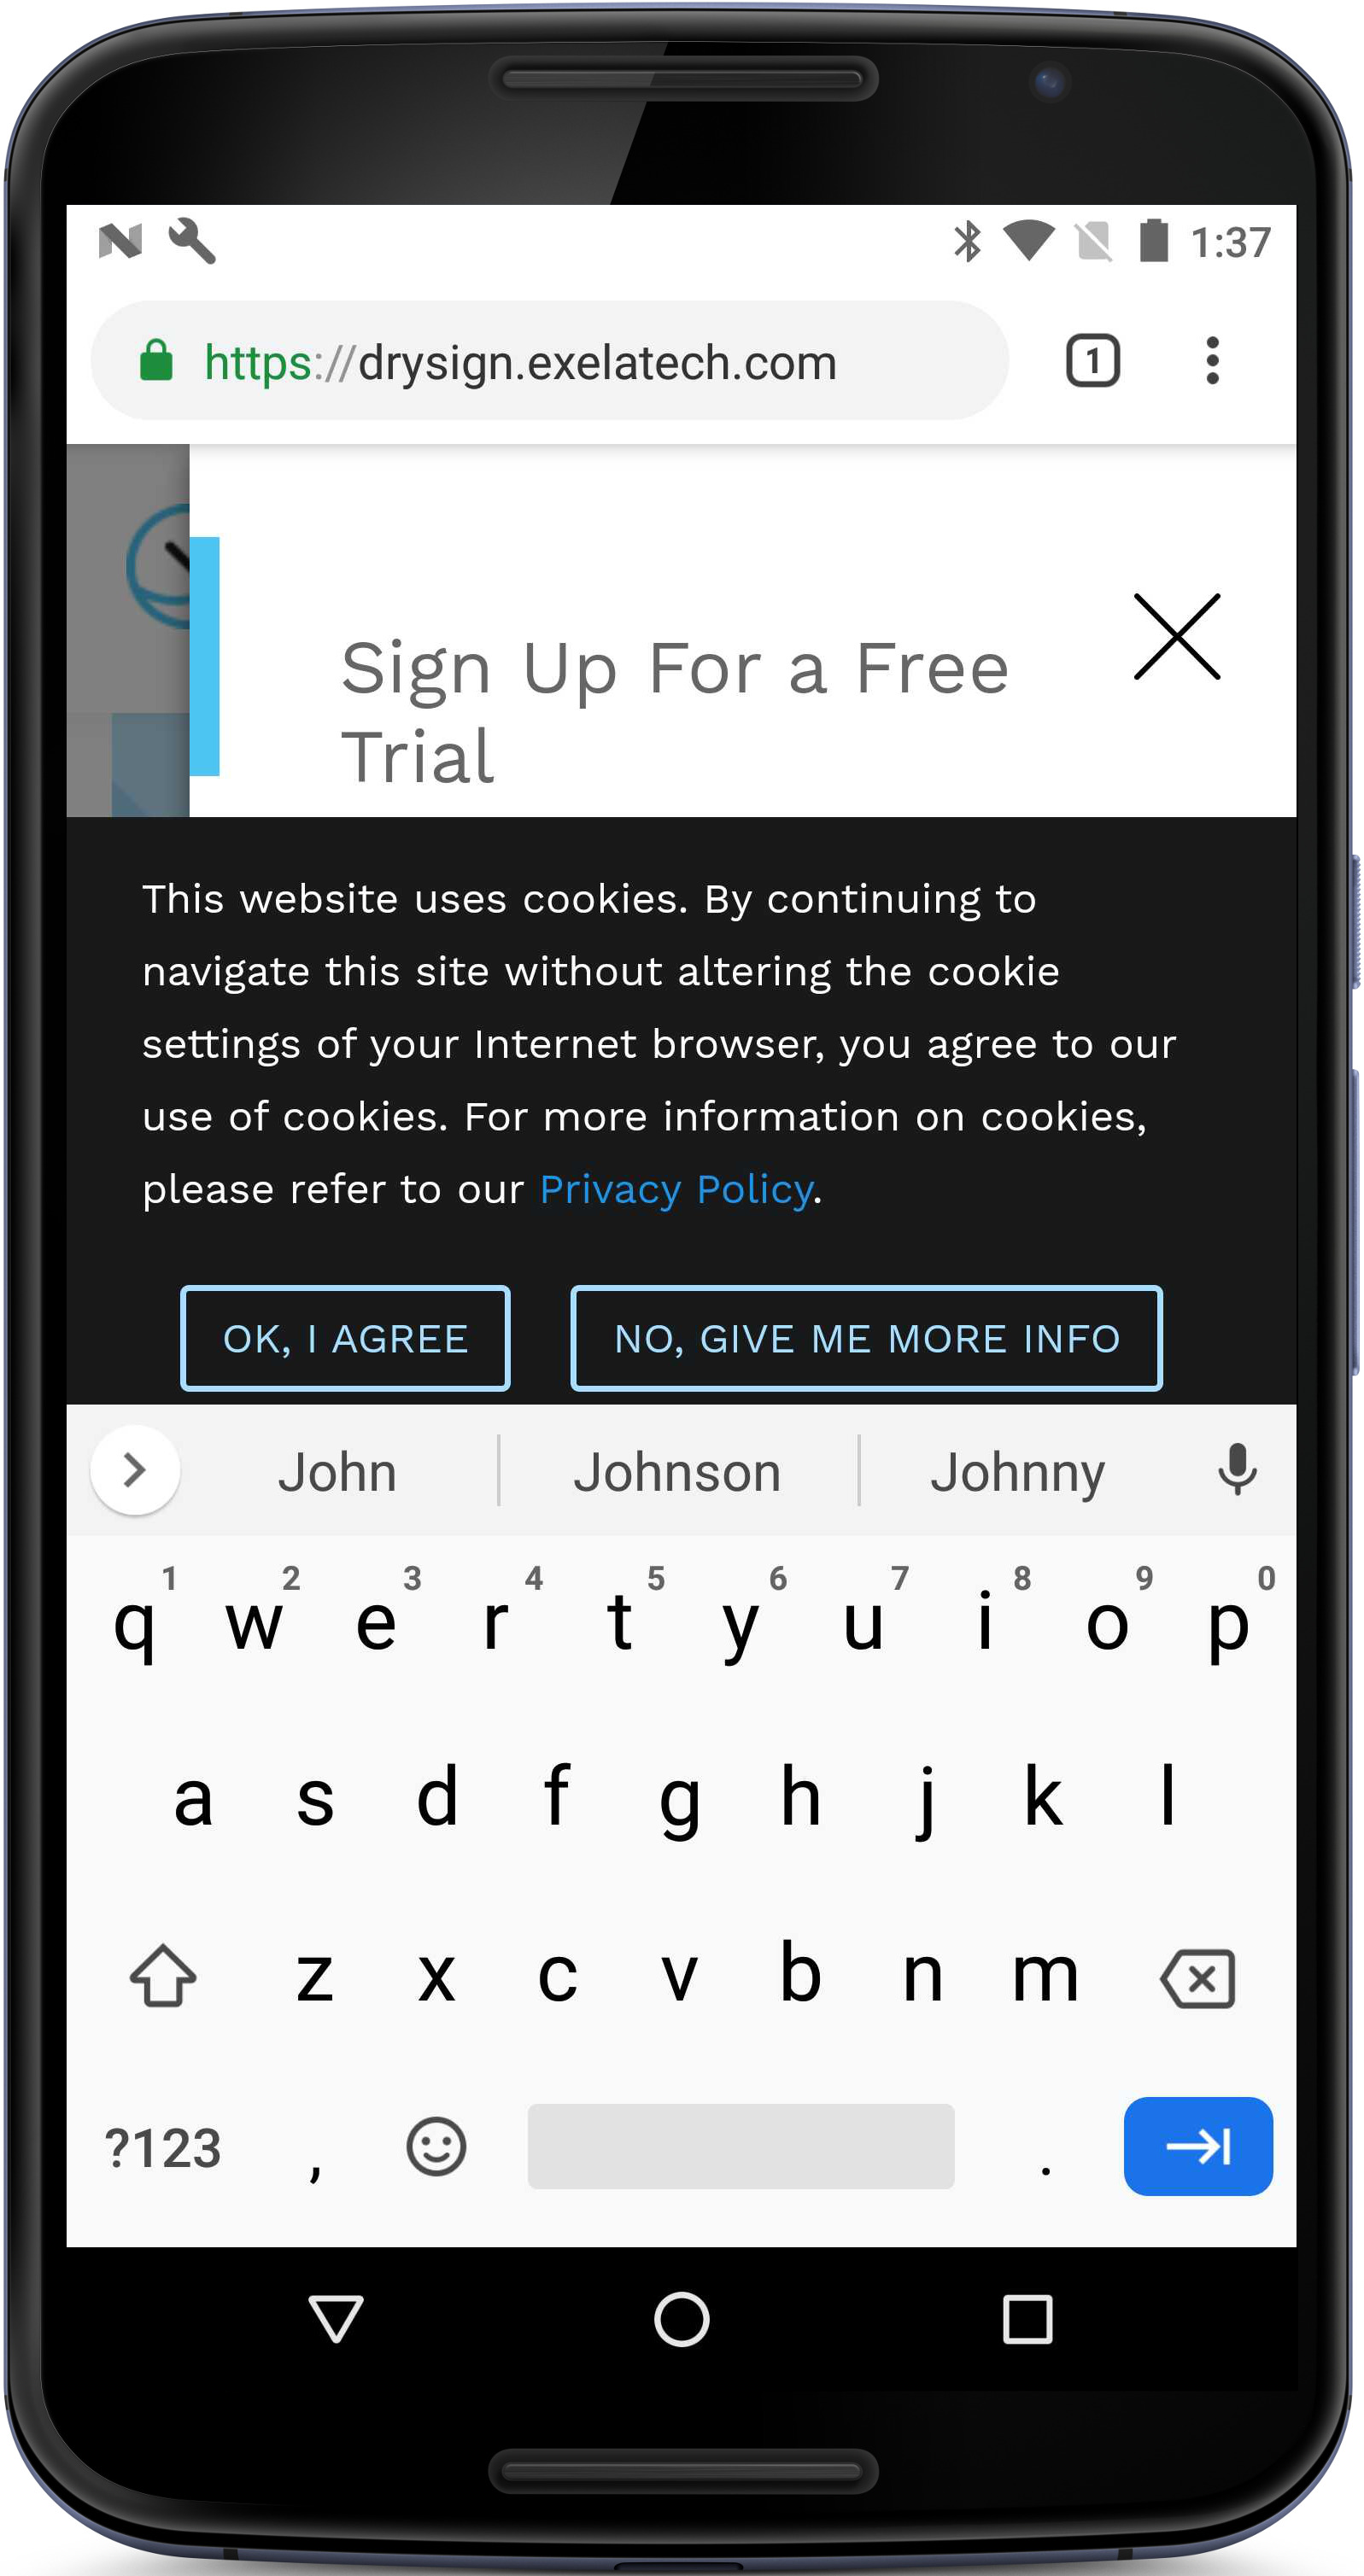 1:37
https://drysign.exelatech.com 1
Sign Up For a Free
Trial
This website uses cookies. By continuing to
navigate this site without altering the cookie
settings of your Internet browser, you agree to our
use of cookies. For more information on cookies,
please refer to our Privacy Policy.
OK, I AGREE NO, GIVE ME MORE INFO
John Johnson Johnny
1 2 3 4 5 6 7 8 9 0
q w e r t y u i o p
a s d f g h j k l
z x c v b n m
?123 , .